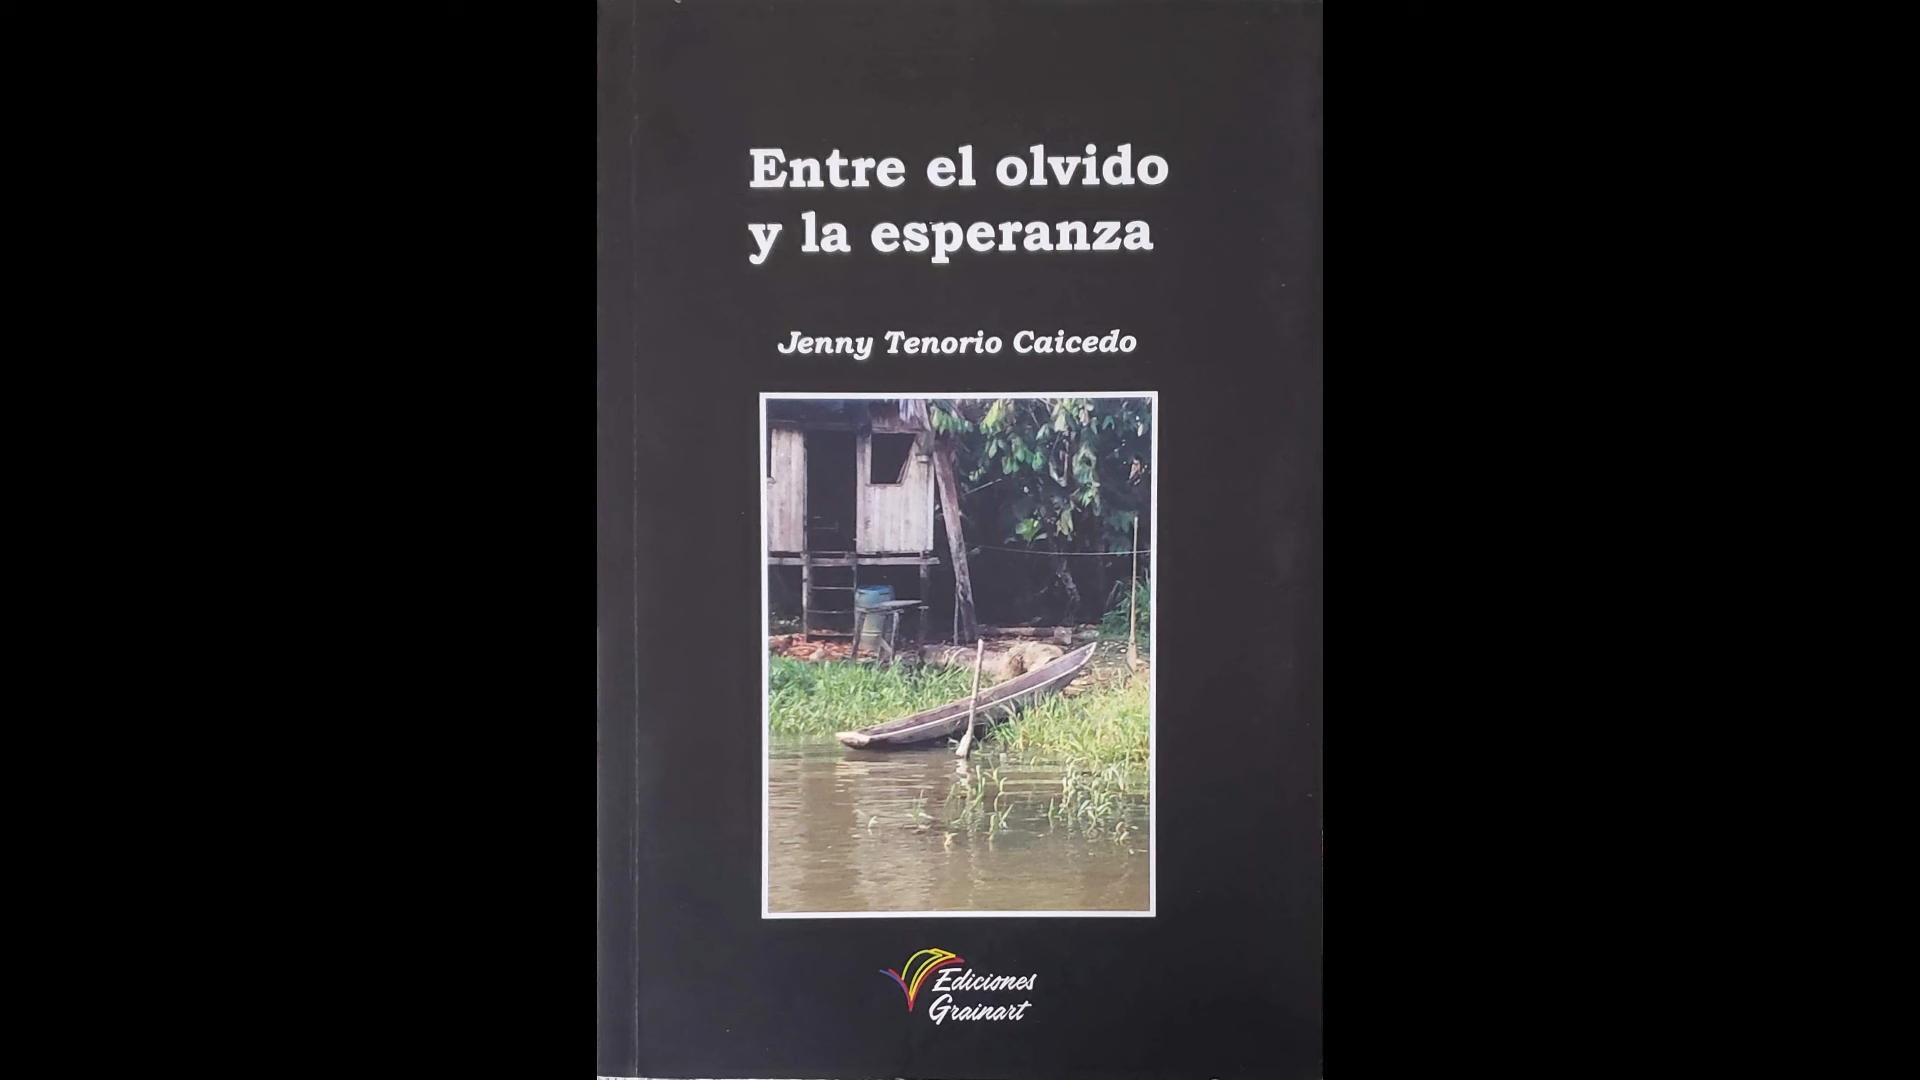 Entre el olvido
y la esperanza
Jenny Tenorio Caicedo
Ediciones
Grainart